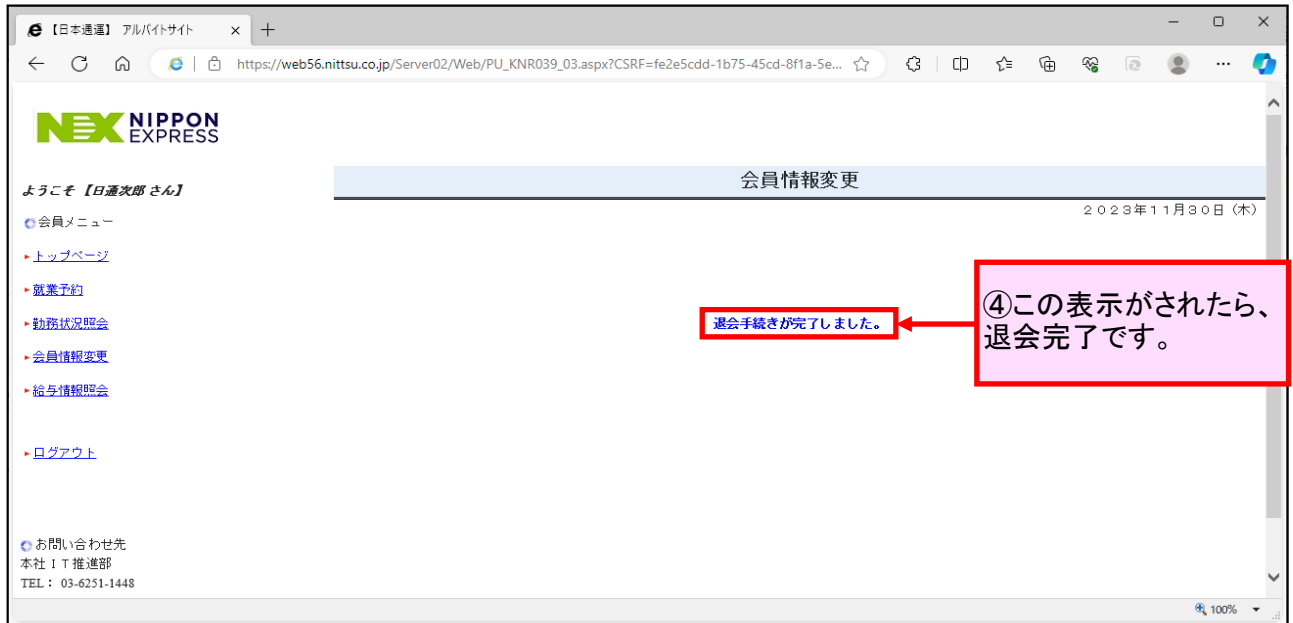 【日本通運】 アルバイトサイト
https://web56.nittsu.co.jp/Server02/Web/PU_KNR039_03.aspx?CSRF=fe2e5cdd-1b75-45cd-8f1a-5e...
NEX NIPPON
EXPRESS
ようこそ 【日通次郎 さん】
会員情報変更
２０２３年１１月３０日（木）
会員メニュー
トップページ
就業予約
勤務状況照会
会員情報変更
給与情報照会
ログアウト
退会手続きが完了しました。
④この表示がされたら、
退会完了です。
お問い合わせ先
本社ＩＴ推進部
TEL： 03-6251-1448
100%